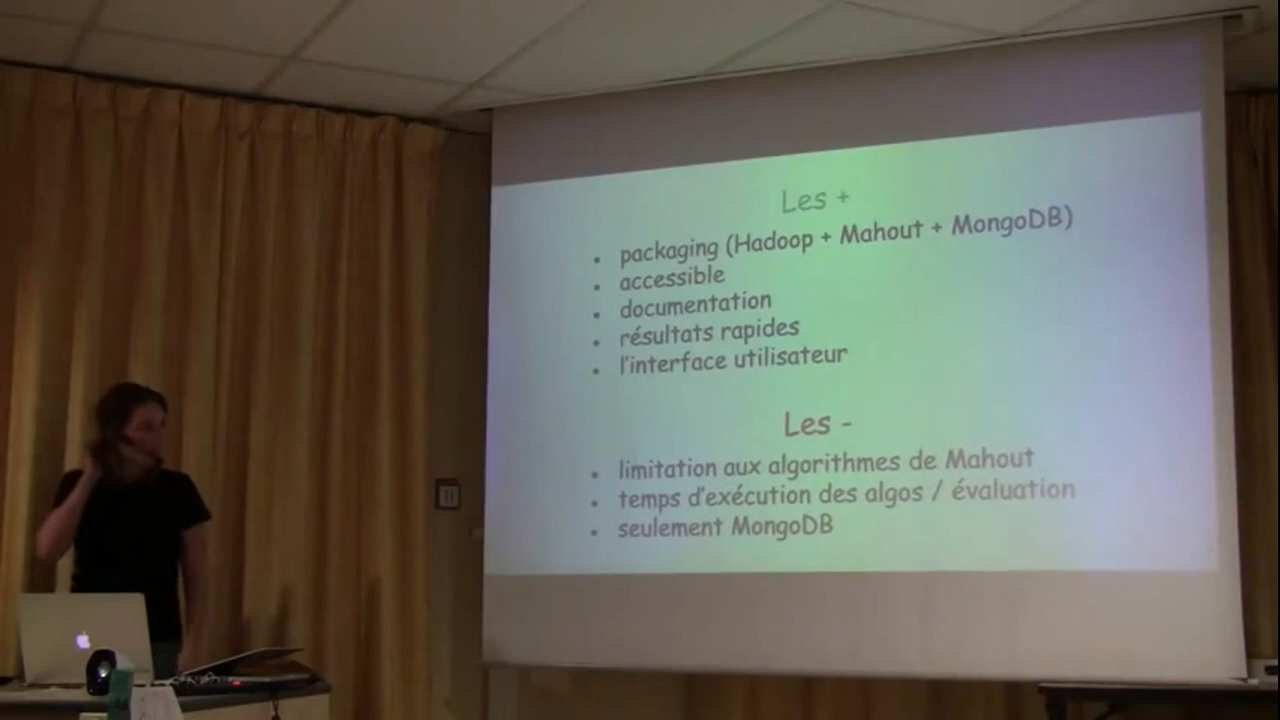 Les +
• packaging (Hadoop + Mahout + MongoDB)
• accessible
• documentation
• résultats rapides
• l'interface utilisateur
Les -
• limitation aux algorithmes de Mahout
• temps d'exécution des algos / évaluation
• seulement MongoDB